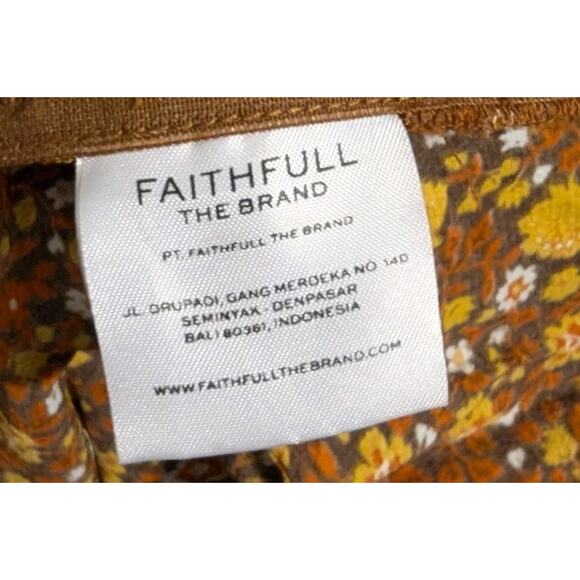 FAITHFULL
THE BRAND
PT. FAITHFULL THE BRAND
JL. DRUPADI, GANG MERDEKA NO 14D
SEMINYAK - DENPASAR
BALI 80361, INDONESIA
WWW.FAITHFULLTHEBRAND.COM